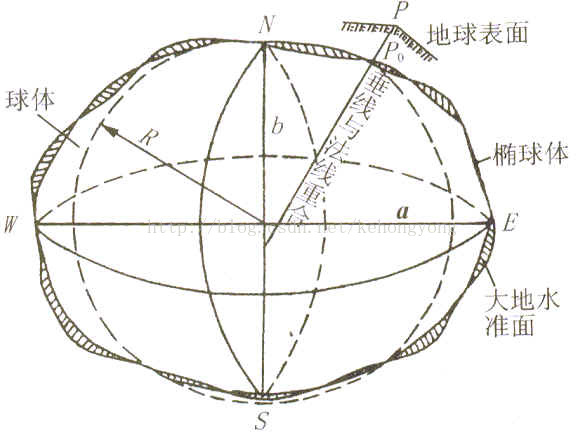 N
P
地球表面
P₀
球体
R
b
垂线与法线重合
椭球体
W
a
E
http://blog.csdn.net/kehongyong
大地水
准面
S